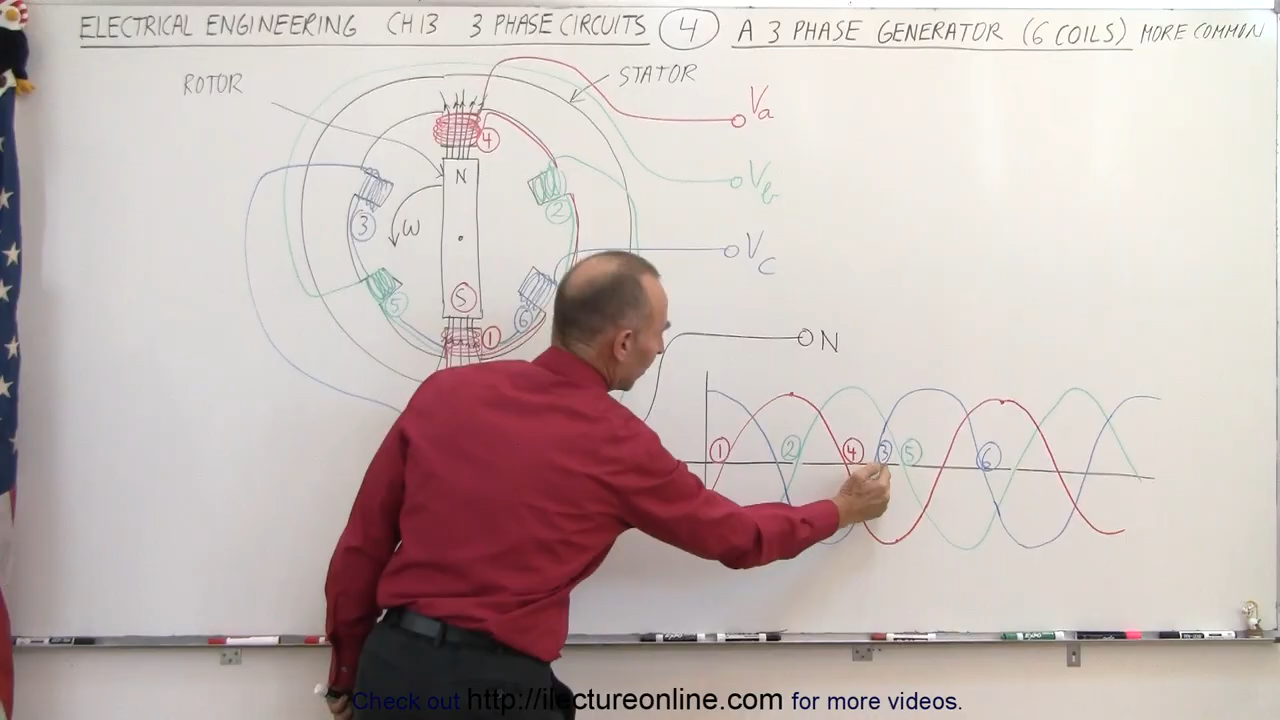 ELECTRICAL ENGINEERING CH 13 3 PHASE CIRCUITS 4 A 3 PHASE GENERATOR (6 COILS) MORE COMMON
ROTOR
STATOR
Va
4
N
Vb
2
3
ω
Vc
5
S
6
1
N
1 2 4 3 5 6
Check out http://ilectureonline.com for more videos.